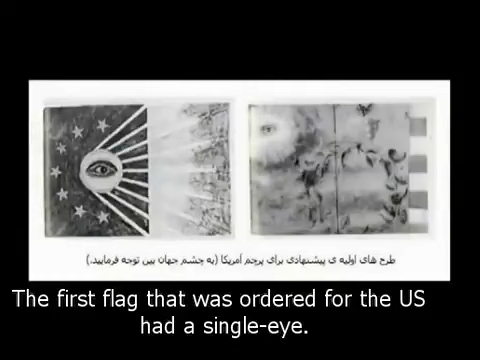 طرح های اولیه ی پیشنهادی برای پرچم آمریکا (به چشم جهان بین توجه فرمایید.)
The first flag that was ordered for the US
had a single-eye.